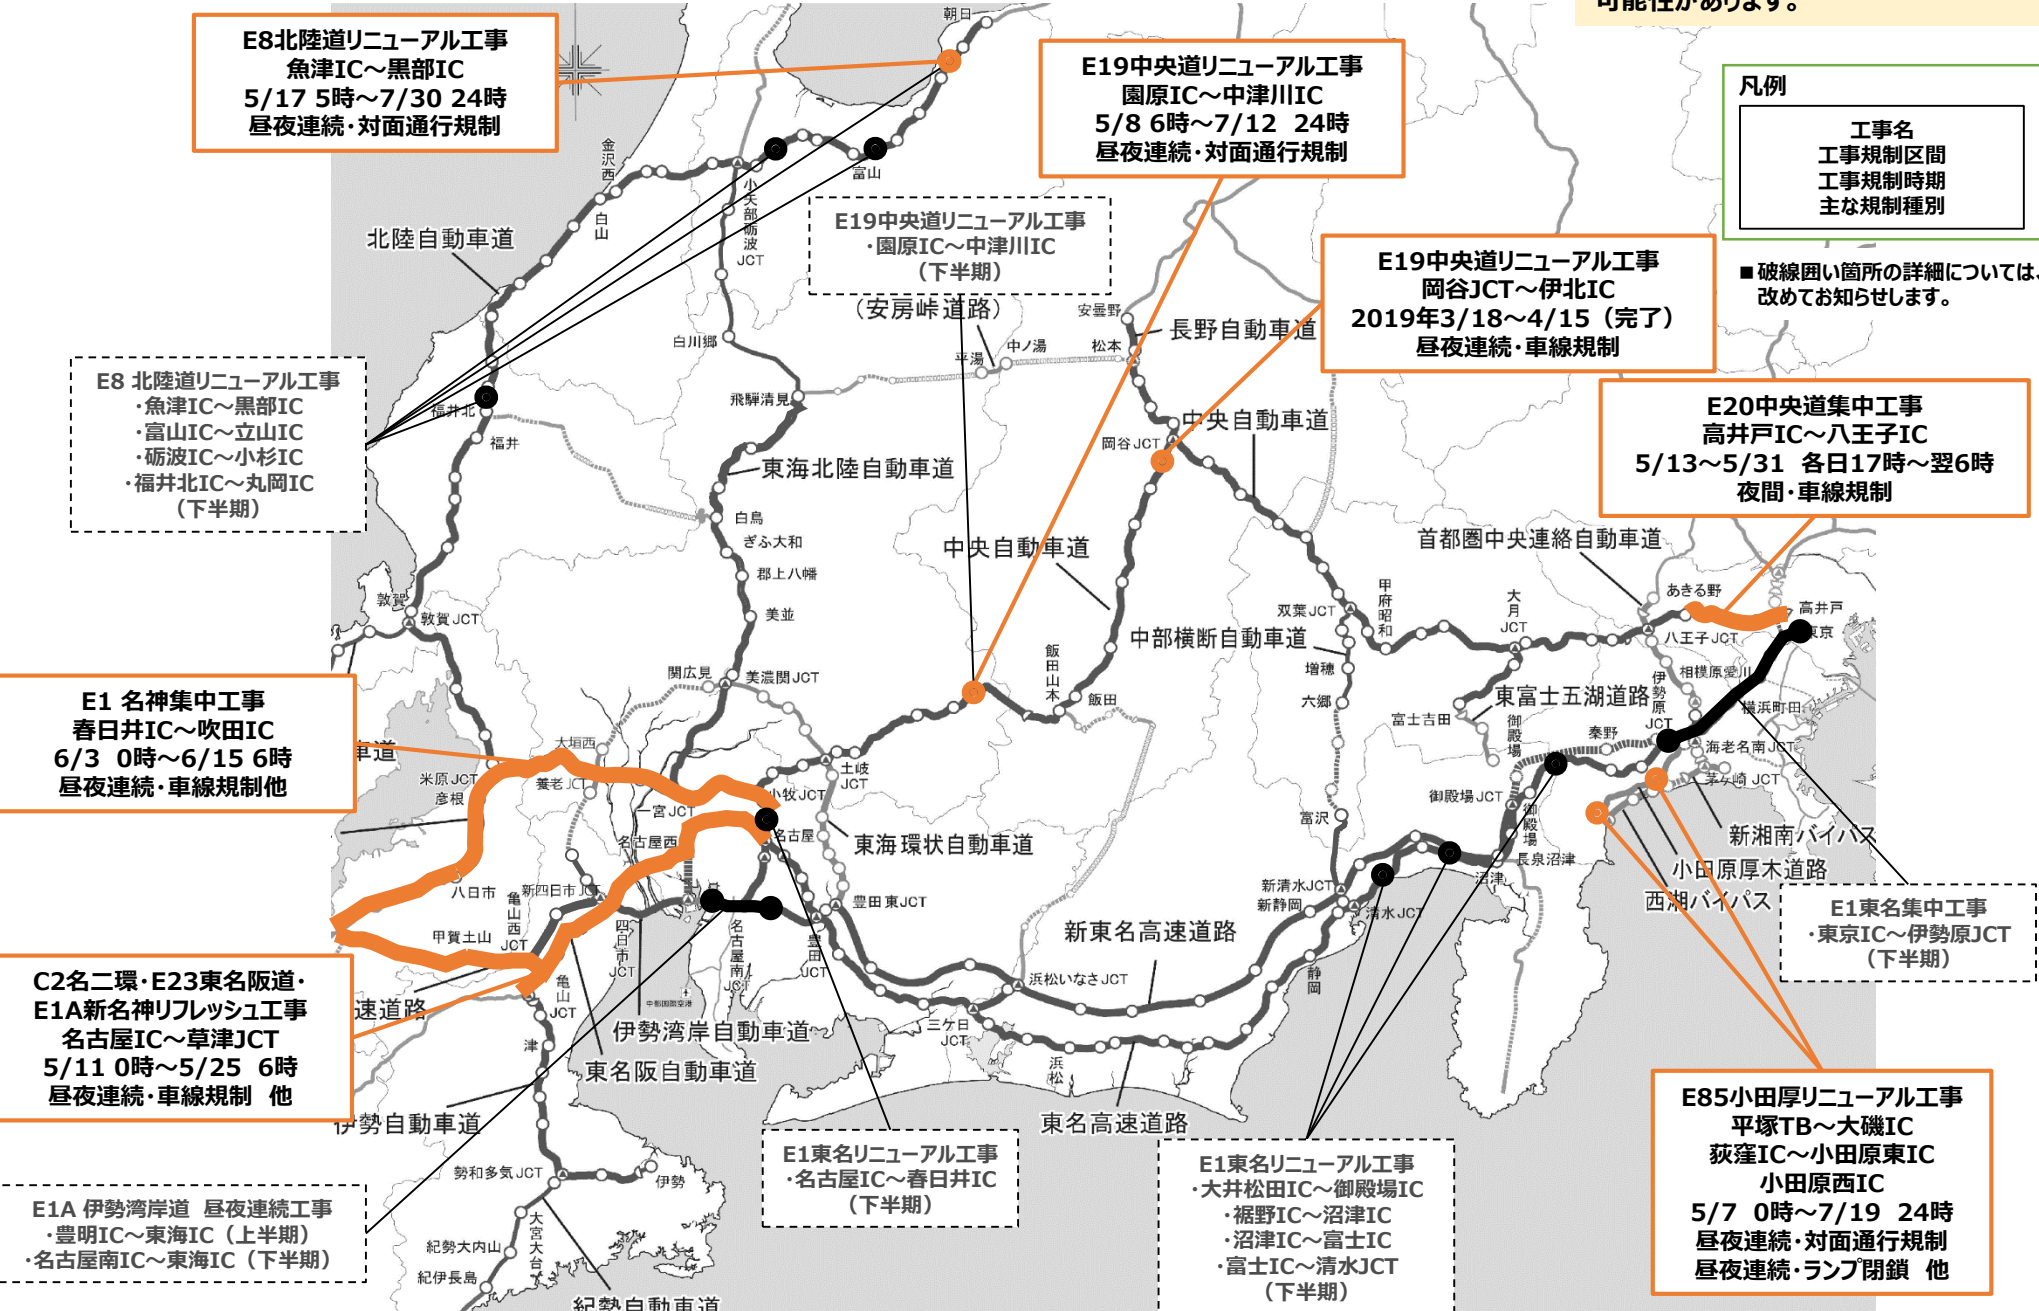 可能性があります。
朝日
E8北陸道リニューアル工事
魚津IC～黒部IC
5/17 5時～7/30 24時
昼夜連続・対面通行規制
E19中央道リニューアル工事
園原IC～中津川IC
5/8 6時～7/12 24時
昼夜連続・対面通行規制
凡例
工事名
工事規制区間
工事規制時期
主な規制種別
■破線囲い箇所の詳細については、
改めてお知らせします。
金沢西
白山
小矢部砺波JCT
富山
北陸自動車道
E19中央道リニューアル工事
・園原IC～中津川IC
（下半期）
（安房峠道路）
E19中央道リニューアル工事
岡谷JCT～伊北IC
2019年3/18～4/15（完了）
昼夜連続・車線規制
安曇野
長野自動車道
白川郷
平湯
中ノ湯
松本
E8 北陸道リニューアル工事
・魚津IC～黒部IC
・富山IC～立山IC
・砺波IC～小杉IC
・福井北IC～丸岡IC
（下半期）
福井北
福井
飛騨清見
東海北陸自動車道
岡谷JCT
中央自動車道
E20中央道集中工事
高井戸IC～八王子IC
5/13～5/31 各日17時～翌6時
夜間・車線規制
白鳥
ぎふ大和
郡上八幡
美並
中央自動車道
首都圏中央連絡自動車道
敦賀
敦賀JCT
双葉JCT
甲府昭和
大月JCT
あきる野
高井戸
東京
八王子JCT
中部横断自動車道
増穂
六郷
相模原愛川
関広見
美濃関JCT
飯田山本
飯田
東富士五湖道路
富士吉田
御殿場
伊勢原JCT
横浜町田
秦野
海老名南JCT
茅ヶ崎JCT
E1 名神集中工事
春日井IC～吹田IC
6/3 0時～6/15 6時
昼夜連続・車線規制他
車道
大垣西
米原JCT
彦根
養老JCT
一宮JCT
小牧JCT
土岐JCT
名古屋西
名古屋
東海環状自動車道
富沢
御殿場JCT
御殿場
長泉沼津
沼津
新湘南バイパス
小田原厚木道路
西湘バイパス
八日市
新四日市JCT
亀山西JCT
甲賀土山
四日市JCT
名古屋南JCT
豊田JCT
豊田東JCT
新清水JCT
新静岡
清水JCT
新東名高速道路
静岡
E1東名集中工事
・東京IC～伊勢原JCT
（下半期）
C2名二環・E23東名阪道・
E1A新名神リフレッシュ工事
名古屋IC～草津JCT
5/11 0時～5/25 6時
昼夜連続・車線規制 他
速道路
亀山JCT
中部国際空港
浜松いなさJCT
伊勢湾岸自動車道
三ケ日JCT
津
東名阪自動車道
浜松
伊勢自動車道
東名高速道路
勢和多気JCT
伊勢
E1A 伊勢湾岸道 昼夜連続工事
・豊明IC～東海IC（上半期）
・名古屋南IC～東海IC（下半期）
大宮大台
紀勢大内山
紀伊長島
紀勢自動車道
E1東名リニューアル工事
・名古屋IC～春日井IC
（下半期）
E1東名リニューアル工事
・大井松田IC～御殿場IC
・裾野IC～沼津IC
・沼津IC～富士IC
・富士IC～清水JCT
（下半期）
E85小田厚リニューアル工事
平塚TB～大磯IC
荻窪IC～小田原東IC
小田原西IC
5/7 0時～7/19 24時
昼夜連続・対面通行規制
昼夜連続・ランプ閉鎖 他